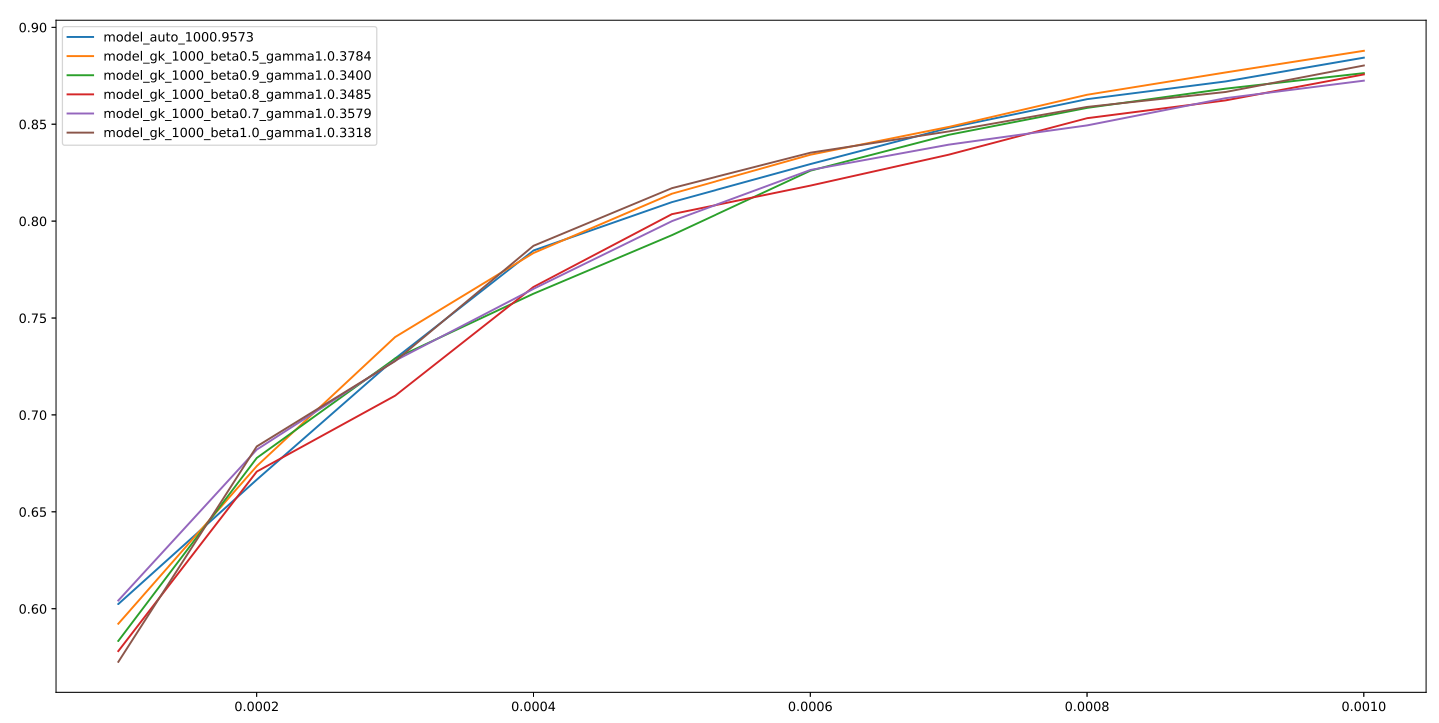 0.90
0.85
0.80
0.75
0.70
0.65
0.60
model_auto_1000.9573
model_gk_1000_beta0.5_gamma1.0.3784
model_gk_1000_beta0.9_gamma1.0.3400
model_gk_1000_beta0.8_gamma1.0.3485
model_gk_1000_beta0.7_gamma1.0.3579
model_gk_1000_beta1.0_gamma1.0.3318
0.0002 0.0004 0.0006 0.0008 0.0010